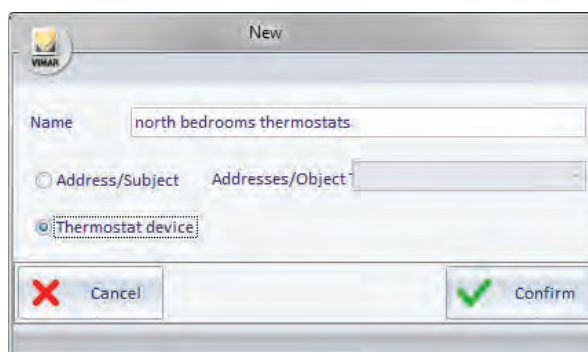 New
VIMAR
Name north bedrooms thermostats
Address/Subject Addresses/Object
Thermostat device
Cancel Confirm